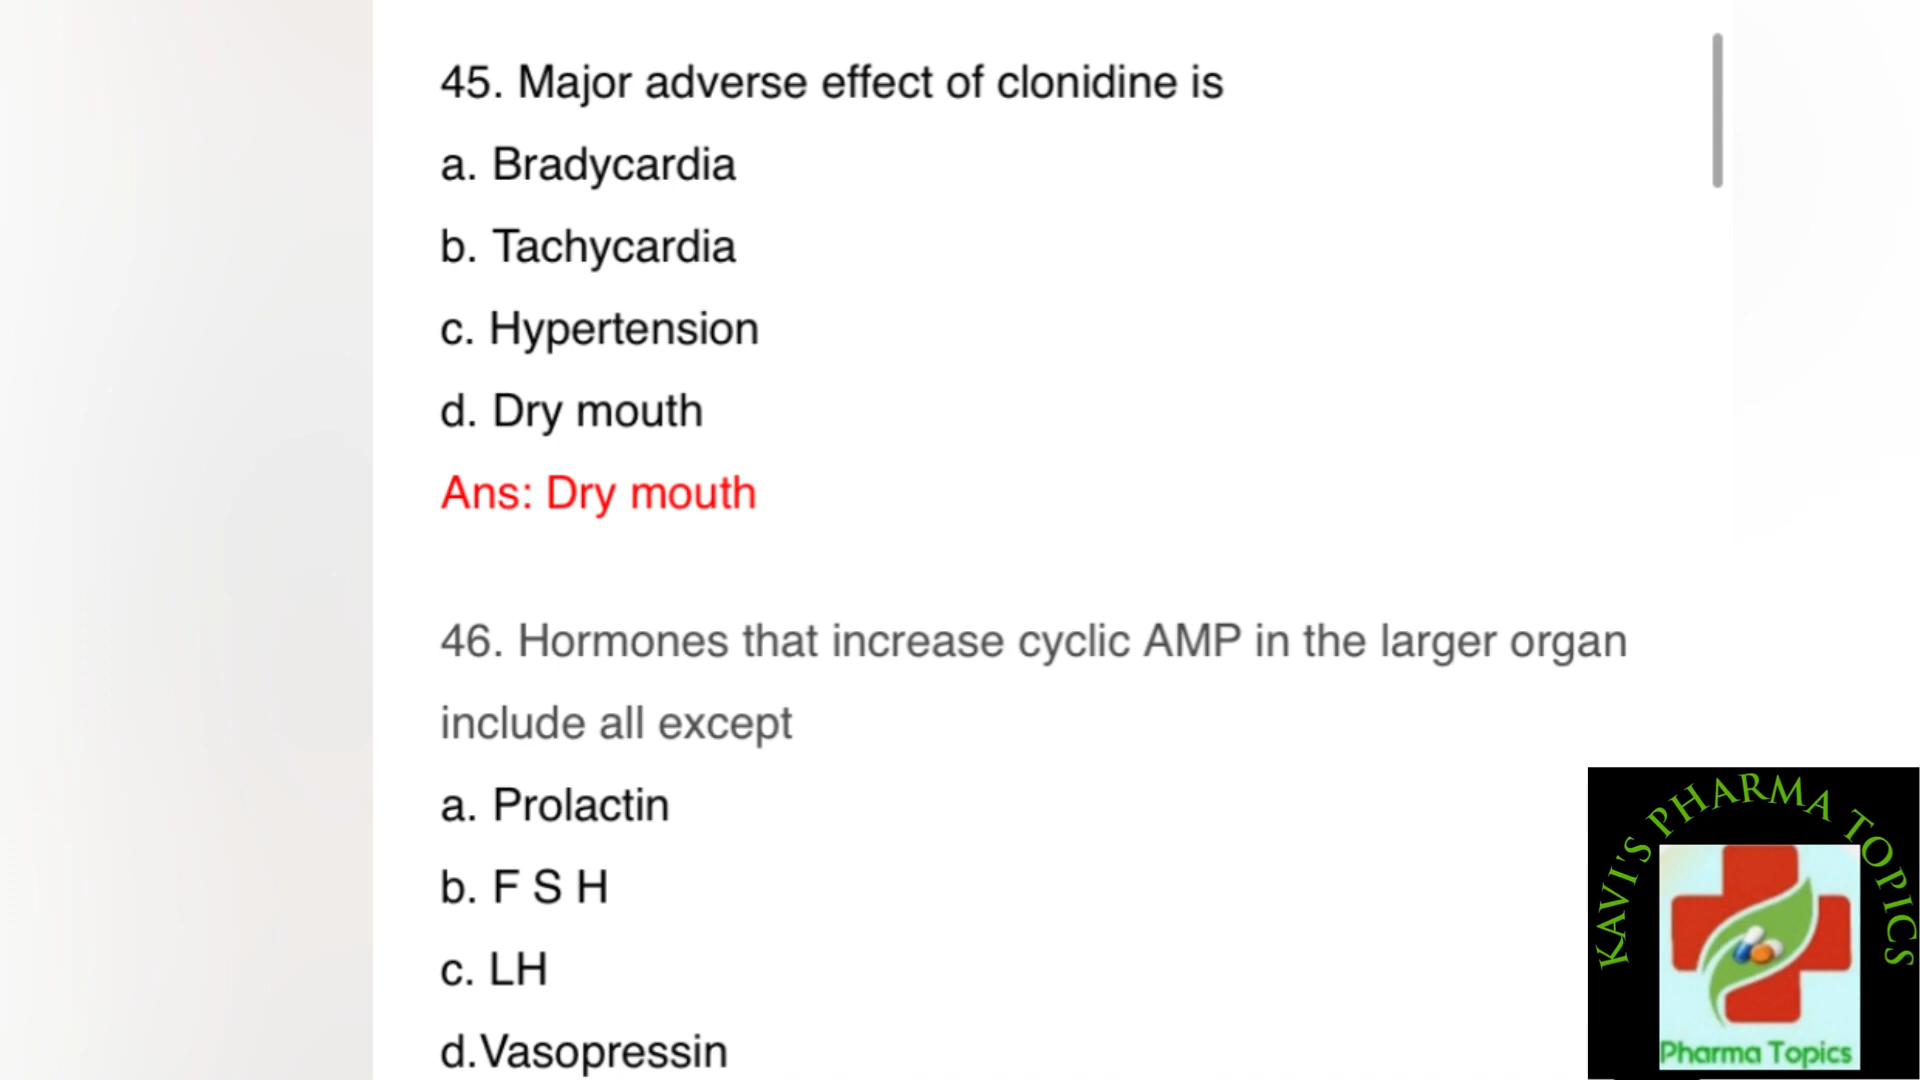 45. Major adverse effect of clonidine is
a. Bradycardia
b. Tachycardia
c. Hypertension
d. Dry mouth
Ans: Dry mouth
46. Hormones that increase cyclic AMP in the larger organ
include all except
a. Prolactin
b. F S H
c. LH
d.Vasopressin
KAVI'S PHARMA TOPICS
Pharma Topics